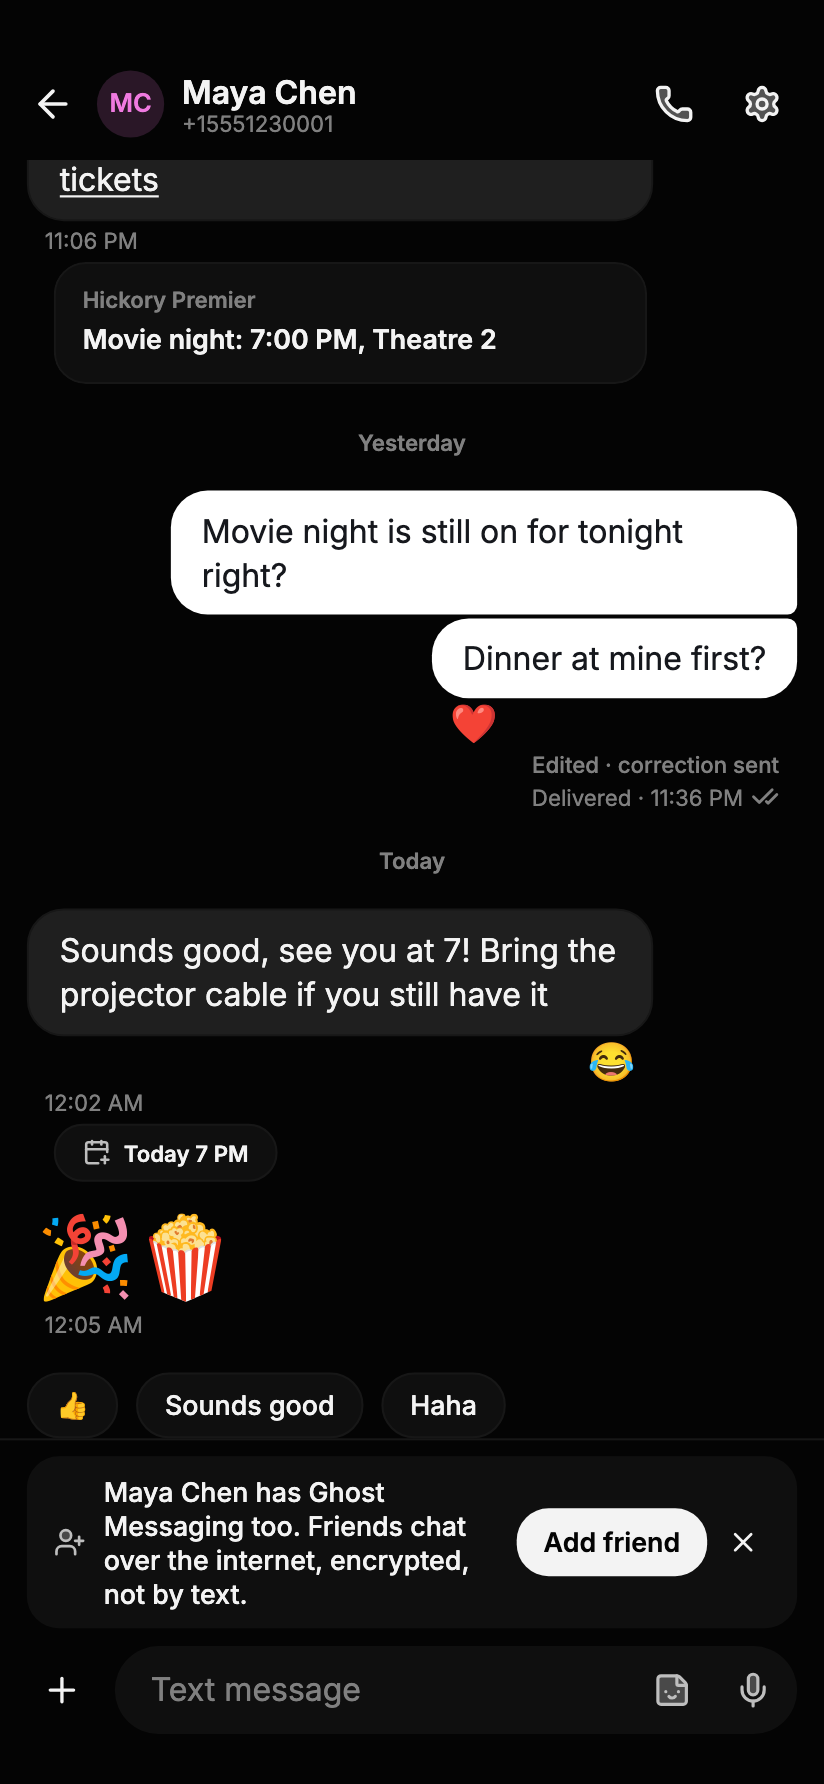 MC
Maya Chen
+15551230001
tickets
11:06 PM
Hickory Premier
Movie night: 7:00 PM, Theatre 2
Yesterday
Movie night is still on for tonight
right?
Dinner at mine first?
❤️
Edited · correction sent
Delivered · 11:36 PM
Today
Sounds good, see you at 7! Bring the
projector cable if you still have it
😂
12:02 AM
Today 7 PM
🎉🍿
12:05 AM
👍 Sounds good Haha
Maya Chen has Ghost
Messaging too. Friends chat
over the internet, encrypted,
not by text.
Add friend
Text message